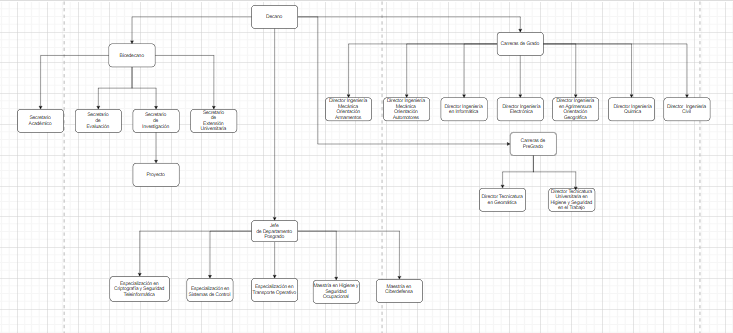 Decano
Carreras de Grado
Bicedecano
Director Ingeniería
Mecánica
Orientación
Armamentos
Director Ingeniería
Mecánica
Orientación
Automotores
Director Ingeniería
en Informática
Director Ingeniería
Electrónica
Director Ingeniería
en Agrimensura
Orientación
Geográfica
Director Ingeniería
Química
Director Ingeniería
Civil
Secretario
Académico
Secretario
de
Evaluación
Secretario
de
Investigación
Secretario
de
Extensión
Universitaria
Carreras de
PreGrado
Proyecto
Director Tecnicatura
en Geomática
Director Tecnicatura
Universitaria en
Higiene y Seguridad
en el Trabajo
Jefe
de Departamento
Posgrado
Especialización en
Criptografía y Seguridad
Teleinformática
Especialización en
Sistemas de Control
Especialización en
Transporte Operativo
Maestría en Higiene y
Seguridad
Ocupacional
Maestría en
Ciberdefensa